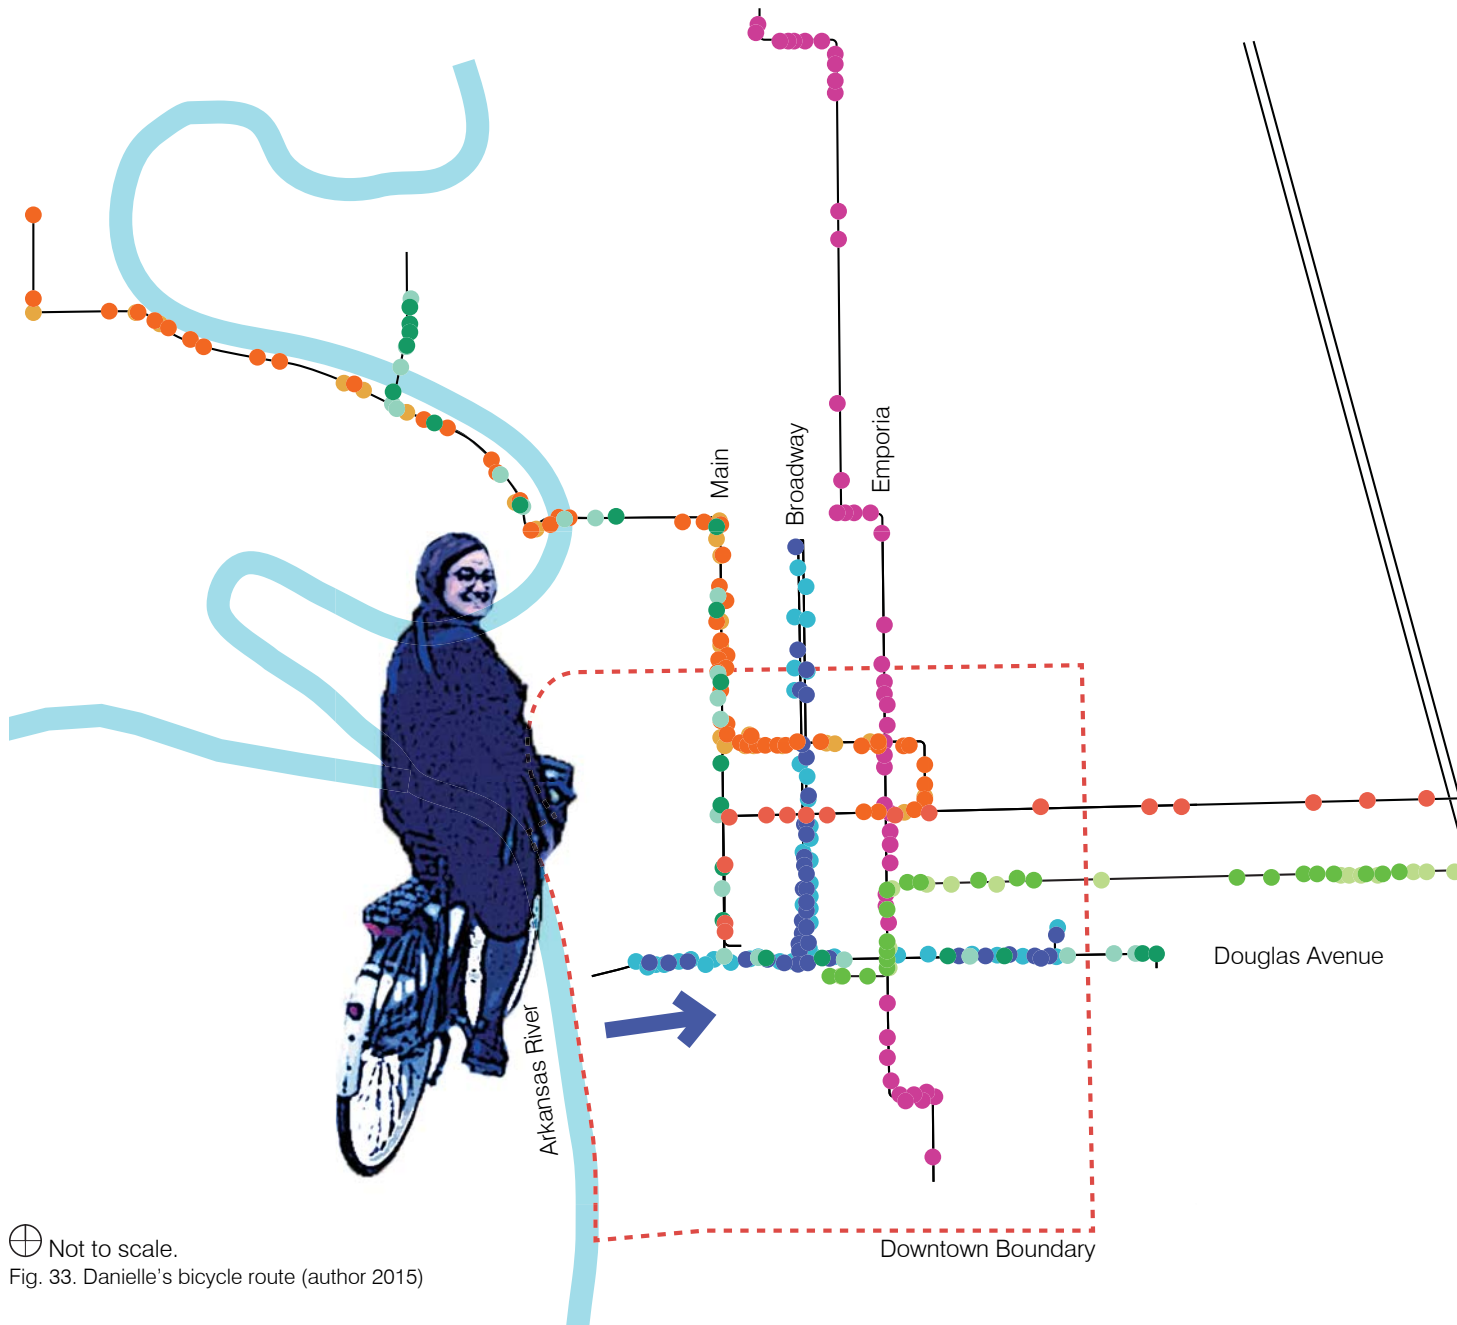 Main
Broadway
Emporia
Douglas Avenue
Arkansas River
Downtown Boundary
Not to scale.
Fig. 33. Danielle’s bicycle route (author 2015)